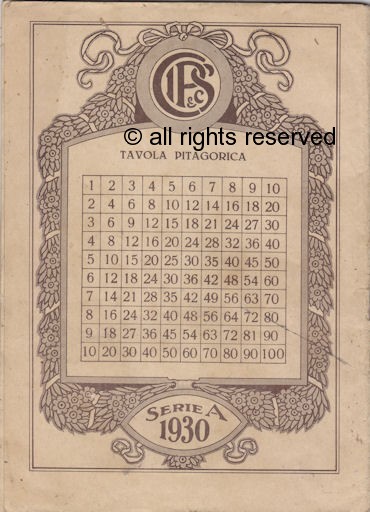 © all rights reserved
TAVOLA PITAGORICA
1 2 3 4 5 6 7 8 9 10
2 4 6 8 10 12 14 16 18 20
3 6 9 12 15 18 21 24 27 30
4 8 12 16 20 24 28 32 36 40
5 10 15 20 25 30 35 40 45 50
6 12 18 24 30 36 42 48 54 60
7 14 21 28 35 42 49 56 63 70
8 16 24 32 40 48 56 64 72 80
9 18 27 36 45 54 63 72 81 90
10 20 30 40 50 60 70 80 90 100
SERIE A
1930